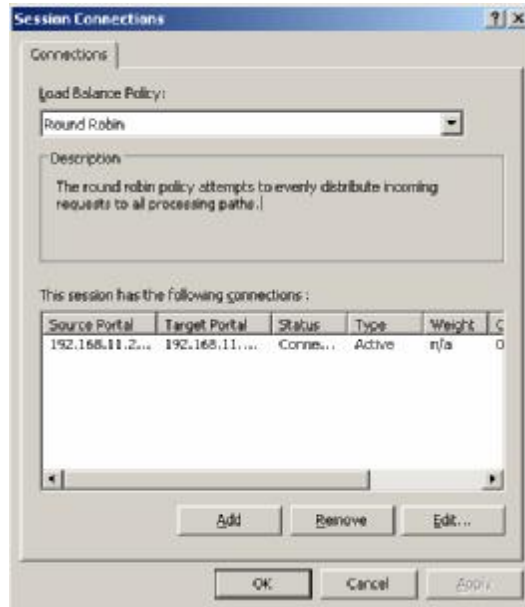 Session Connections
Connections
Load Balance Policy:
Round Robin
Description
The round robin policy attempts to evenly distribute incoming
requests to all processing paths.
This session has the following connections :
Source Portal Target Portal Status Type Weight C
192.168.11.2... 192.168.11.... Conne... Active n/a 0
Add Remove Edit...
OK Cancel Apply